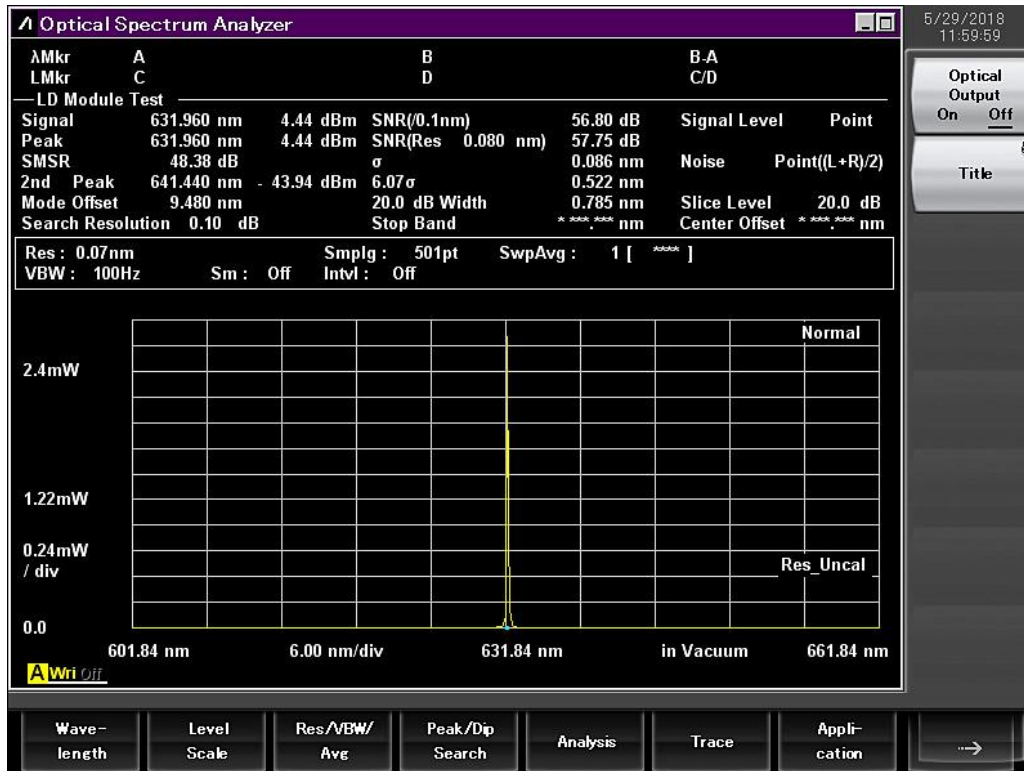 Optical Spectrum Analyzer
5/29/2018
11:59:59
λMkr A B B-A
LMkr C D C/D
LD Module Test
Signal 631.960 nm 4.44 dBm SNR(/0.1nm) 56.80 dB Signal Level Point
Peak 631.960 nm 4.44 dBm SNR(Res 0.080 nm) 57.75 dB
SMSR 48.38 dB σ 0.086 nm Noise Point((L+R)/2)
2nd Peak 641.440 nm - 43.94 dBm 6.07σ 0.522 nm
Mode Offset 9.480 nm 20.0 dB Width 0.785 nm Slice Level 20.0 dB
Search Resolution 0.10 dB Stop Band ****.*** nm Center Offset ****.*** nm
Res : 0.07nm Smplg : 501pt SwpAvg : 1 [ **** ]
VBW : 100Hz Sm : Off Intvl : Off
Normal
2.4mW
1.22mW
0.24mW
/ div
Res_Uncal
0.0
601.84 nm 6.00 nm/div 631.84 nm in Vacuum 661.84 nm
A Wri Off
Optical
Output
On Off
Title
Wave-
length
Level
Scale
Res/VBW/
Avg
Peak/Dip
Search
Analysis
Trace
Appli-
cation